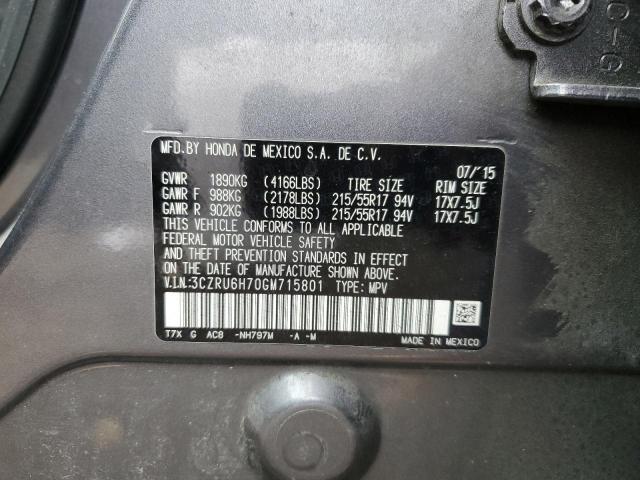 C-G
MFD.BY HONDA DE MEXICO S.A. DE C.V.
07/'15
GVWR 1890KG (4166LBS) TIRE SIZE RIM SIZE
GAWR F 988KG (2178LBS) 215/55R17 94V 17X7.5J
GAWR R 902KG (1988LBS) 215/55R17 94V 17X7.5J
THIS VEHICLE CONFORMS TO ALL APPLICABLE
FEDERAL MOTOR VEHICLE SAFETY
AND THEFT PREVENTION STANDARDS IN EFFECT
ON THE DATE OF MANUFACTURE SHOWN ABOVE.
V.I.N.:3CZRU6H70GM715801 TYPE: MPV
T7X G AC8 -NH797M -A -M MADE IN MEXICO